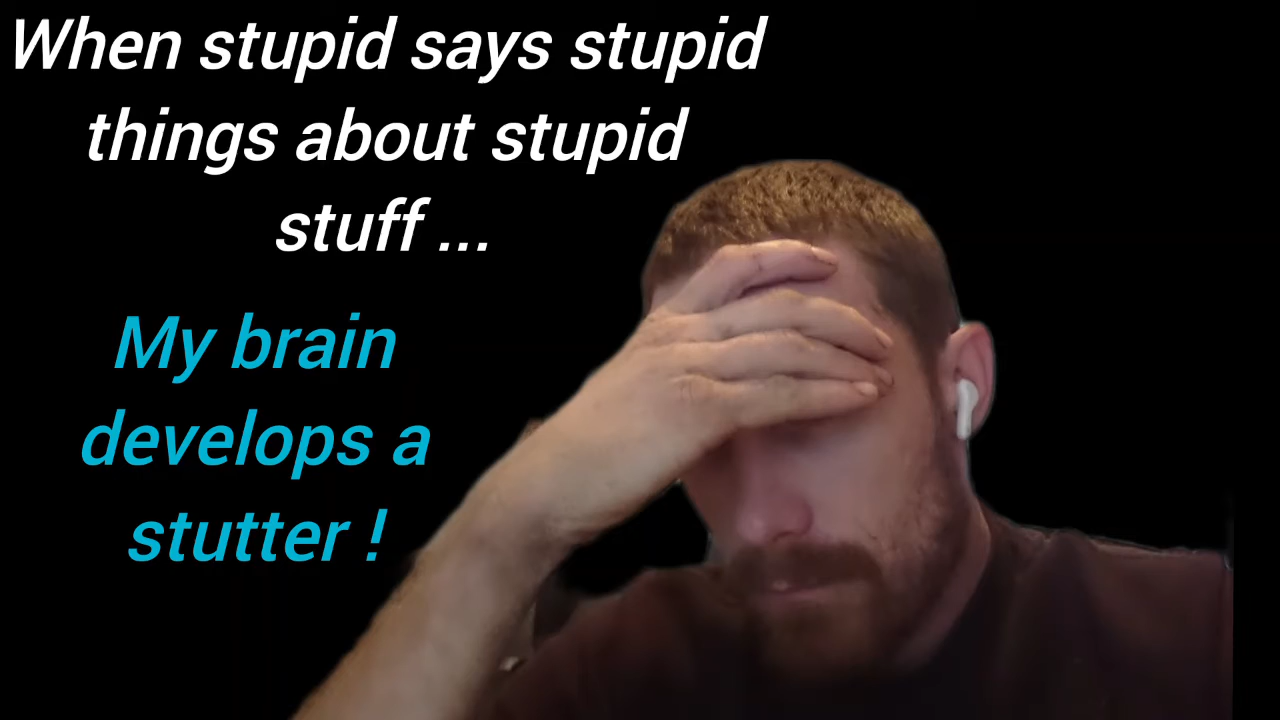 When stupid says stupid
things about stupid
stuff ...
My brain
develops a
stutter !